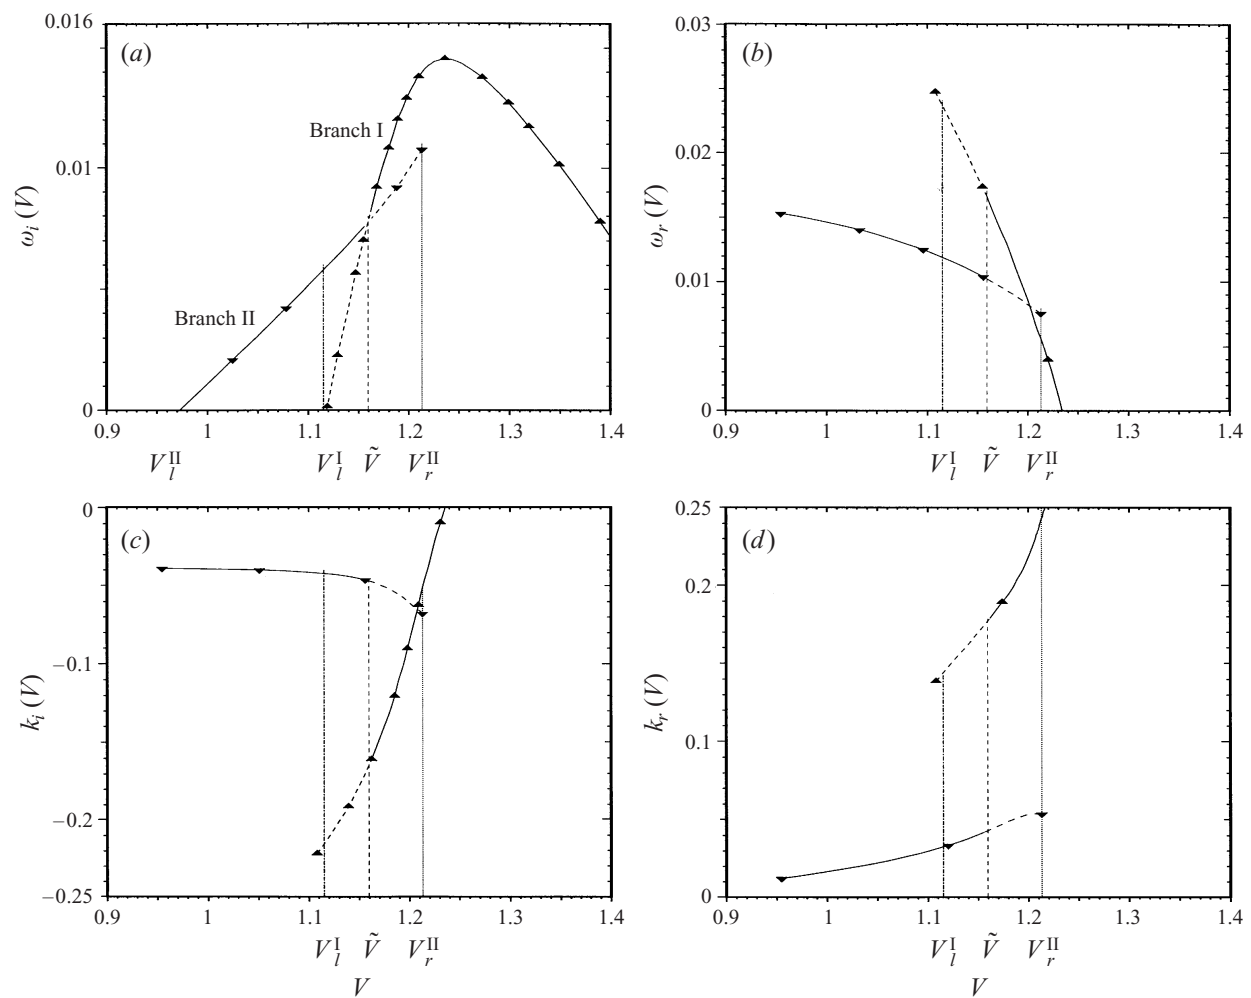 0.016
(a)
Branch I
0.01
ω_i (V)
Branch II
0
0.9 1 1.1 1.2 1.3 1.4
V_l^II V_l^I Ṽ V_r^II
0.03
(b)
0.02
ω_r (V)
0.01
0
0.9 1 1.1 1.2 1.3 1.4
V_l^I Ṽ V_r^II
0
(c)
−0.1
k_i (V)
−0.2
−0.25
0.9 1 1.1 1.2 1.3 1.4
V_l^I Ṽ V_r^II
V
0.25
(d)
0.2
k_r (V)
0.1
0
0.9 1 1.1 1.2 1.3 1.4
V_l^I Ṽ V_r^II
V